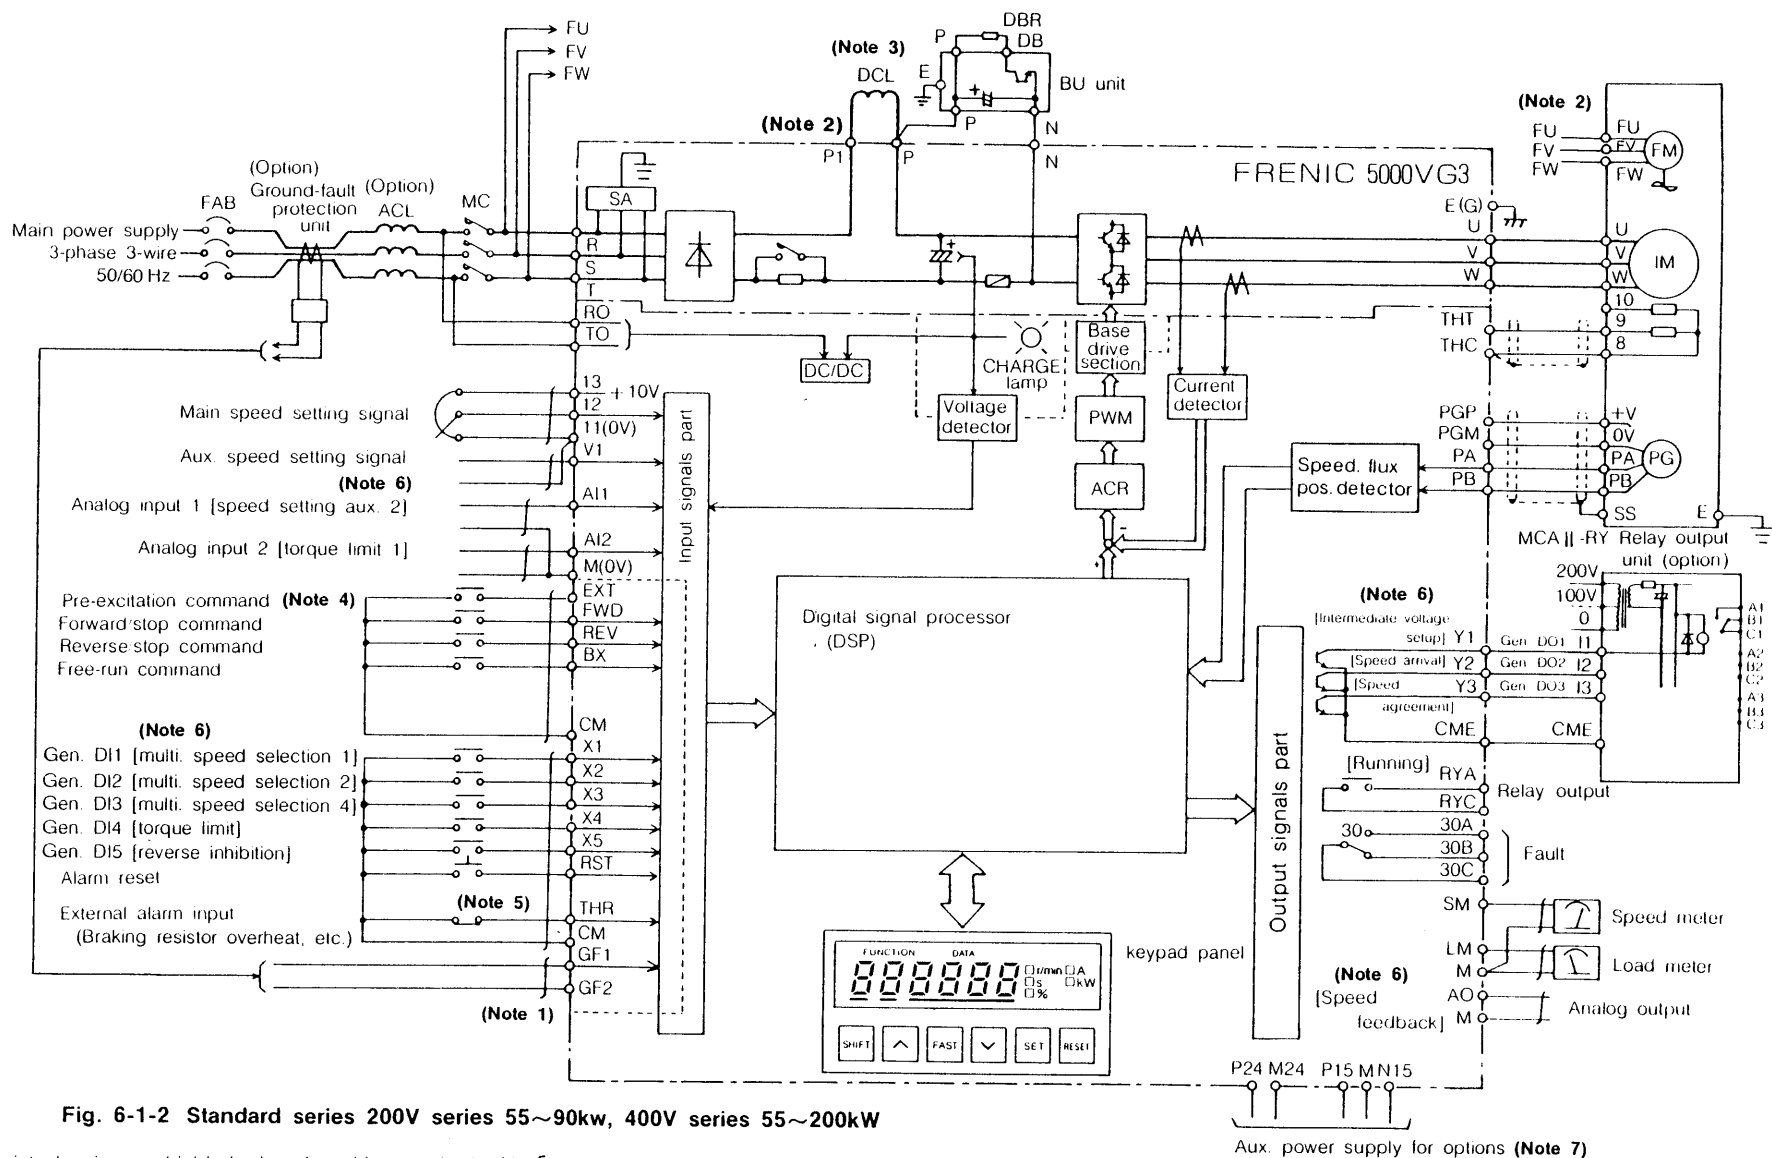 FU
FV
FW
(Note 3)
DCL
DBR
P
DB
E
BU unit
P
N
(Note 2)
P1
P
N
FRENIC 5000VG3
(Note 2)
FU
FV
FW
FU
FV
FW
FM
(Option)
Ground-fault
protection
unit
(Option)
ACL
FAB
MC
SA
Main power supply
3-phase 3-wire
50/60 Hz
R
S
T
RO
TO
E(G)
U
V
W
U
V
W
IM
10
9
8
THT
THC
DC/DC
CHARGE
lamp
Base
drive
section
Voltage
detector
PWM
ACR
Current
detector
Speed. flux
pos. detector
PGP
PGM
PA
PB
+V
0V
PA
PB
PG
SS
E
Main speed setting signal
13
+10V
12
11(0V)
Aux. speed setting signal
V1
(Note 6)
Analog input 1 [speed setting aux. 2]
AI1
Analog input 2 [torque limit 1]
AI2
M(0V)
Input signals part
Pre-excitation command (Note 4)
EXT
Forward/stop command
FWD
Reverse/stop command
REV
Free-run command
BX
CM
(Note 6)
Gen. DI1 [multi. speed selection 1]
X1
Gen. DI2 [multi. speed selection 2]
X2
Gen. DI3 [multi. speed selection 4]
X3
Gen. DI4 [torque limit]
X4
Gen. DI5 [reverse inhibition]
X5
Alarm reset
RST
(Note 5)
External alarm input
(Braking resistor overheat, etc.)
THR
CM
GF1
GF2
(Note 1)
Digital signal processor
(DSP)
Output signals part
MCA II-RY Relay output
unit (option)
200V
100V
0
(Note 6)
[Intermediate voltage
setup] Y1
Gen DO1 I1
[Speed arrival] Y2
Gen DO2 I2
[Speed
agreement]
Y3
Gen DO3 I3
CME
CME
A1
B1
C1
A2
B2
C2
A3
B3
C3
[Running]
RYA
RYC
Relay output
30
30A
30B
30C
Fault
SM
Speed meter
LM
M
Load meter
(Note 6)
[Speed
feedback]
AO
M
Analog output
keypad panel
FUNCTION
DATA
888888
r/min A
s kW
%
SHIFT
FAST
SET
RESET
P24 M24 P15 M N15
Aux. power supply for options (Note 7)
Fig. 6-1-2 Standard series 200V series 55~90kw, 400V series 55~200kW